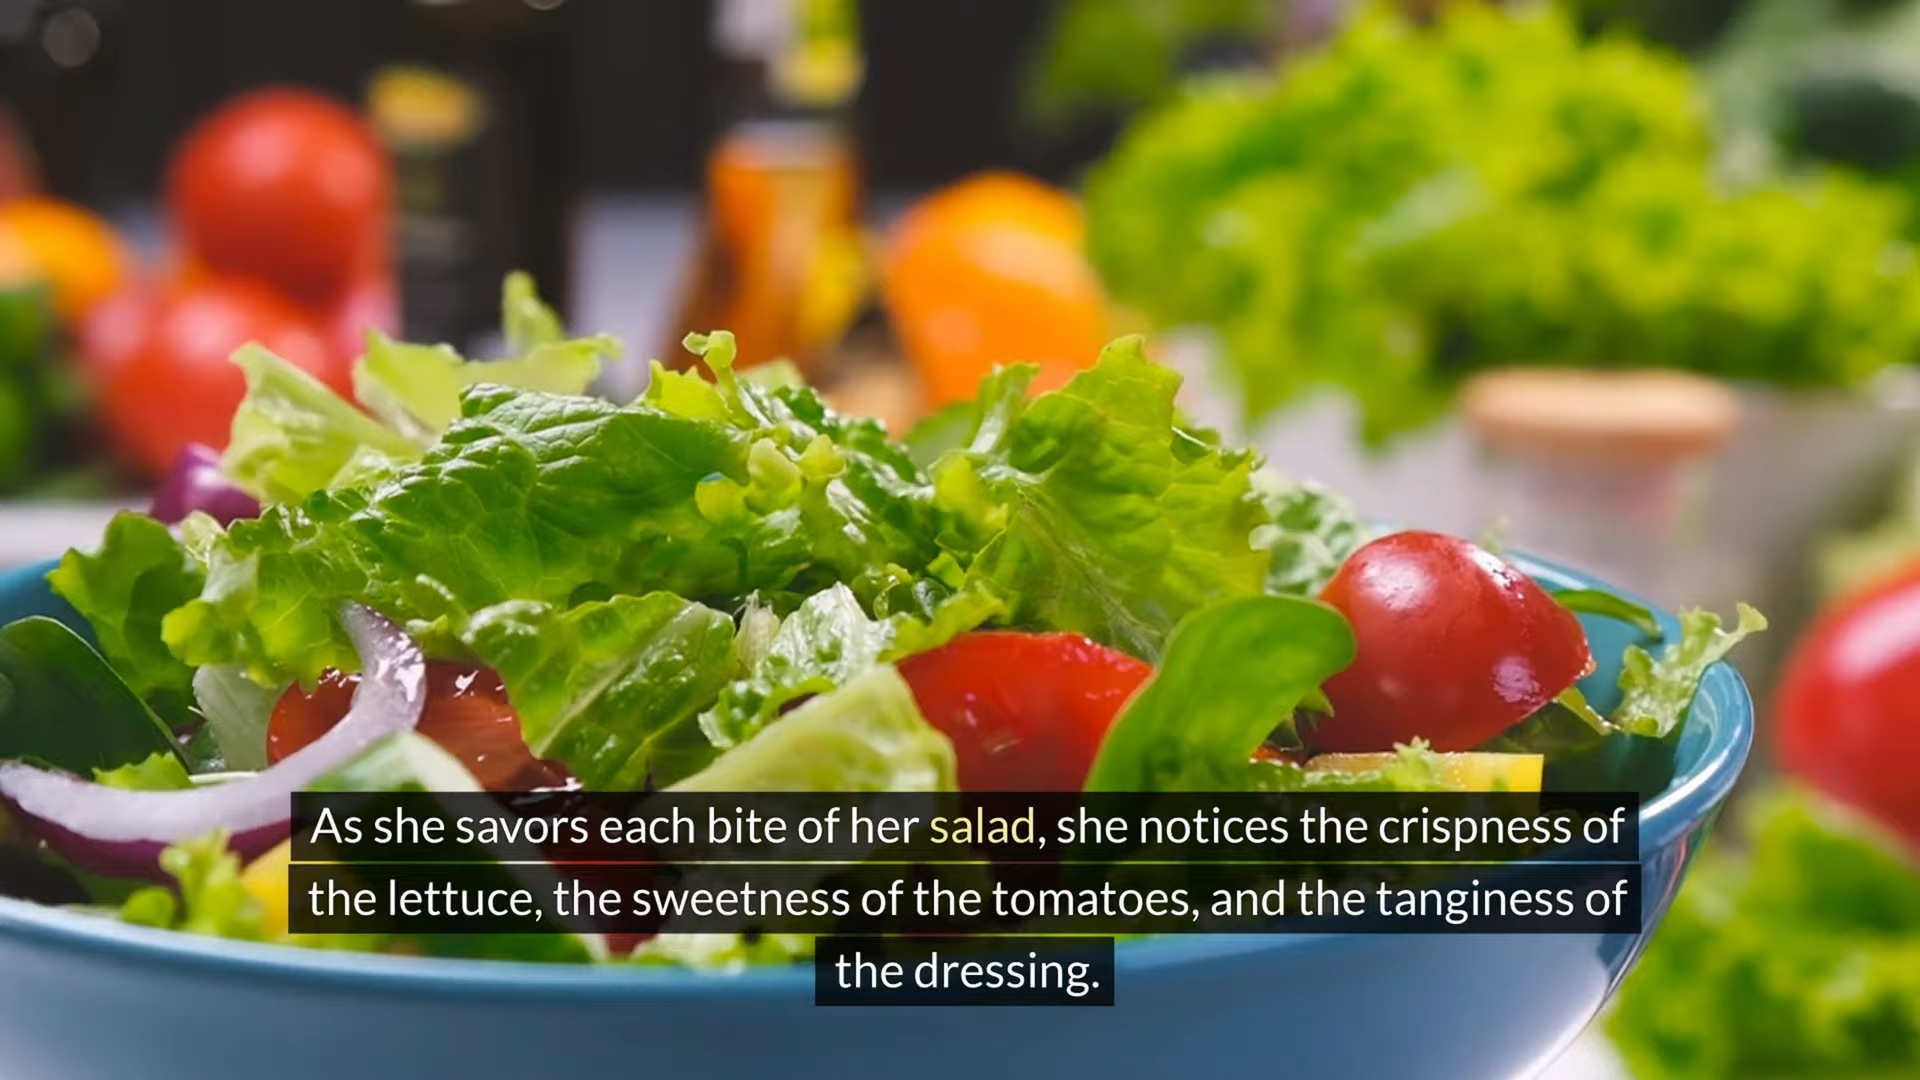 As she savors each bite of her salad, she notices the crispness of
the lettuce, the sweetness of the tomatoes, and the tanginess of
the dressing.